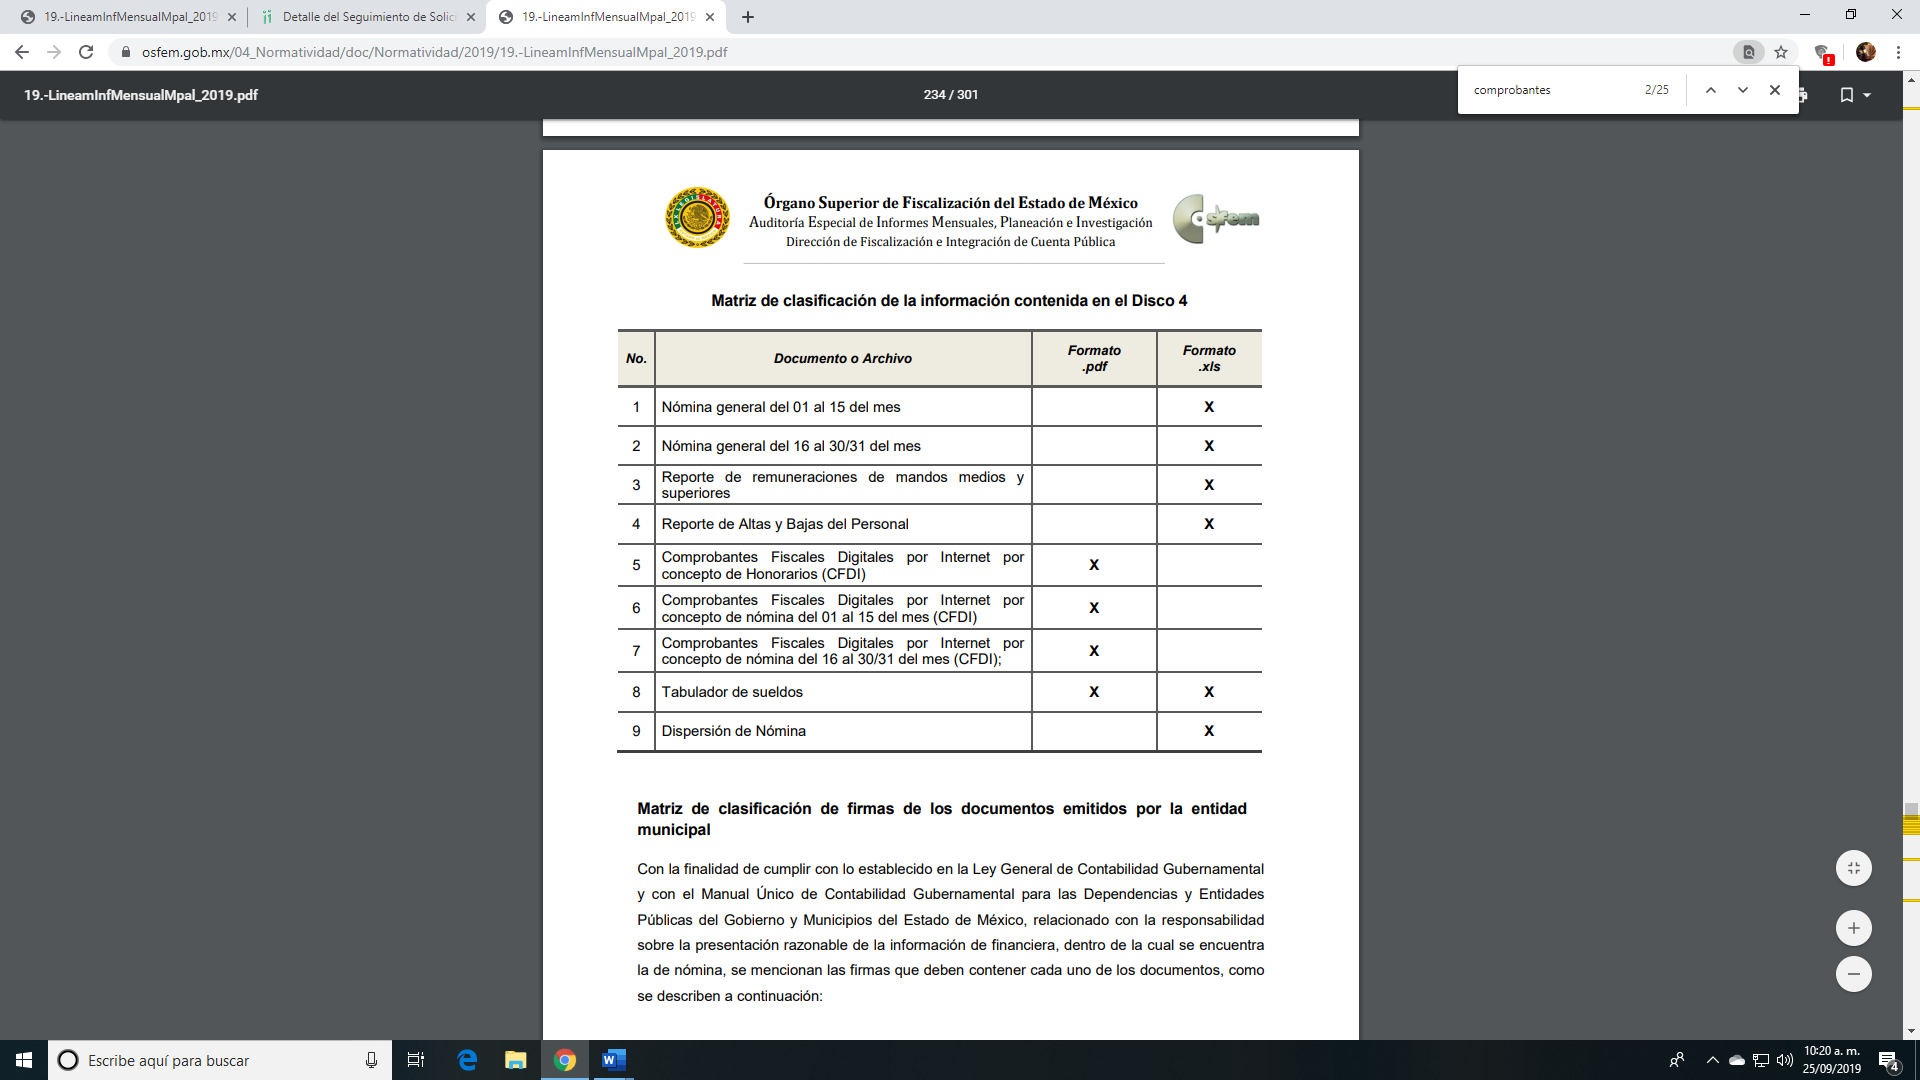 19.-LineamInfMensualMpal_2019
Detalle del Seguimiento de Solici
19.-LineamInfMensualMpal_2019
osfem.gob.mx/04_Normatividad/doc/Normatividad/2019/19.-LineamInfMensualMpal_2019.pdf
19.-LineamInfMensualMpal_2019.pdf
234 / 301
comprobantes
2/25
Órgano Superior de Fiscalización del Estado de México
Auditoría Especial de Informes Mensuales, Planeación e Investigación
Dirección de Fiscalización e Integración de Cuenta Pública
osfem
Matriz de clasificación de la información contenida en el Disco 4
No. Documento o Archivo Formato .pdf Formato .xls
1 Nómina general del 01 al 15 del mes X
2 Nómina general del 16 al 30/31 del mes X
3 Reporte de remuneraciones de mandos medios y
superiores X
4 Reporte de Altas y Bajas del Personal X
5 Comprobantes Fiscales Digitales por Internet por
concepto de Honorarios (CFDI) X
6 Comprobantes Fiscales Digitales por Internet por
concepto de nómina del 01 al 15 del mes (CFDI) X
7 Comprobantes Fiscales Digitales por Internet por
concepto de nómina del 16 al 30/31 del mes (CFDI); X
8 Tabulador de sueldos X X
9 Dispersión de Nómina X
Matriz de clasificación de firmas de los documentos emitidos por la entidad
municipal
Con la finalidad de cumplir con lo establecido en la Ley General de Contabilidad Gubernamental
y con el Manual Único de Contabilidad Gubernamental para las Dependencias y Entidades
Públicas del Gobierno y Municipios del Estado de México, relacionado con la responsabilidad
sobre la presentación razonable de la información de financiera, dentro de la cual se encuentra
la de nómina, se mencionan las firmas que deben contener cada uno de los documentos, como
se describen a continuación:
Escribe aquí para buscar
10:20 a. m.
25/09/2019
4